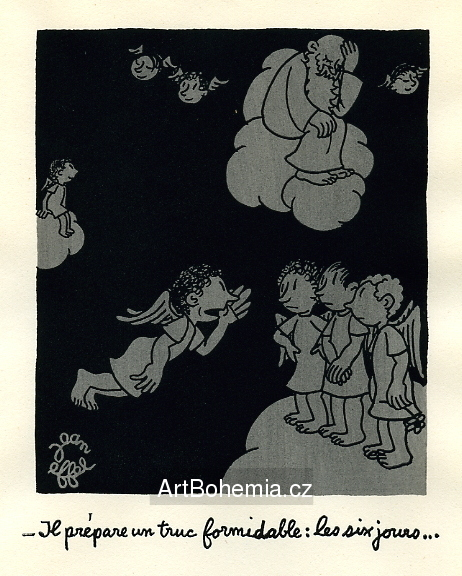 jean
effel
ArtBohemia.cz
– Il prépare un truc formidable : les six jours...